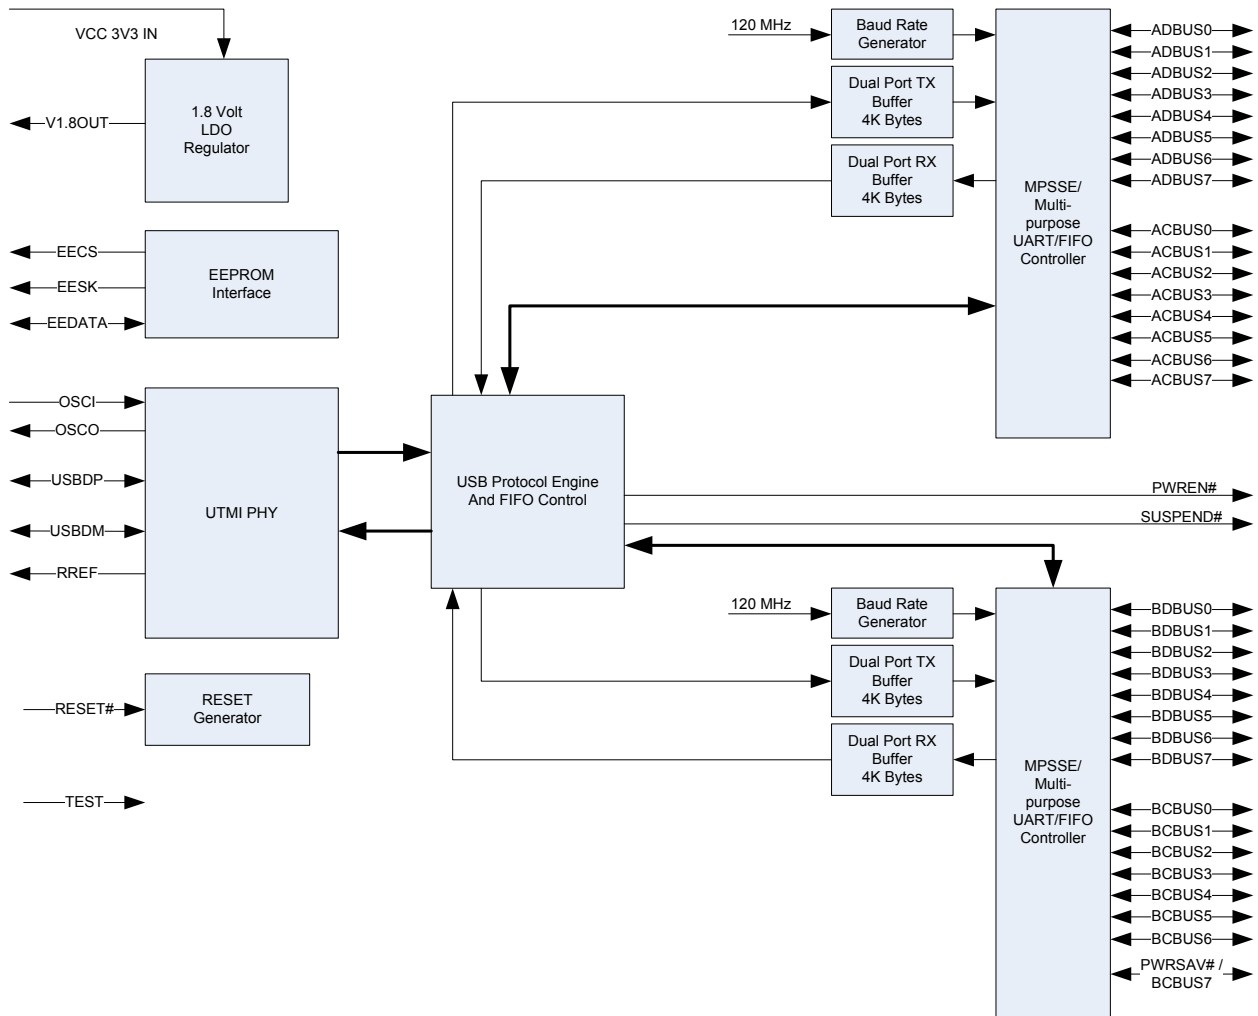 VCC 3V3 IN
1.8 Volt
LDO
Regulator
V1.8OUT
EECS
EESK
EEDATA
EEPROM
Interface
OSCI
OSCO
USBDP
USBDM
RREF
UTMI PHY
RESET#
RESET
Generator
TEST
USB Protocol Engine
And FIFO Control
120 MHz
Baud Rate
Generator
Dual Port TX
Buffer
4K Bytes
Dual Port RX
Buffer
4K Bytes
MPSSE/
Multi-
purpose
UART/FIFO
Controller
ADBUS0
ADBUS1
ADBUS2
ADBUS3
ADBUS4
ADBUS5
ADBUS6
ADBUS7
ACBUS0
ACBUS1
ACBUS2
ACBUS3
ACBUS4
ACBUS5
ACBUS6
ACBUS7
PWREN#
SUSPEND#
120 MHz
Baud Rate
Generator
Dual Port TX
Buffer
4K Bytes
Dual Port RX
Buffer
4K Bytes
MPSSE/
Multi-
purpose
UART/FIFO
Controller
BDBUS0
BDBUS1
BDBUS2
BDBUS3
BDBUS4
BDBUS5
BDBUS6
BDBUS7
BCBUS0
BCBUS1
BCBUS2
BCBUS3
BCBUS4
BCBUS5
BCBUS6
PWRSAV# /
BCBUS7